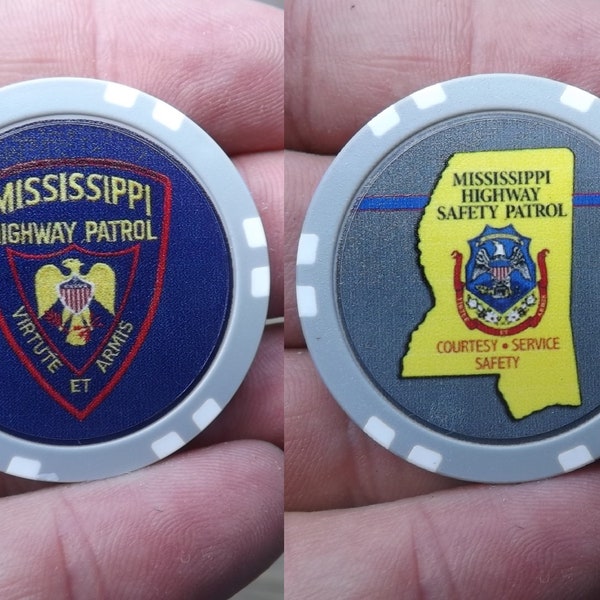 MISSISSIPPI
HIGHWAY PATROL
VIRTUTE ET ARMIS
MISSISSIPPI
HIGHWAY
SAFETY PATROL
COURTESY • SERVICE
SAFETY